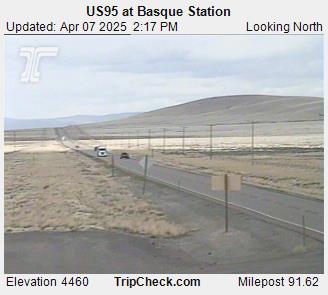 US95 at Basque Station
Updated: Apr 07 2025 2:17 PM Looking North
Elevation 4460 TripCheck.com Milepost 91.62